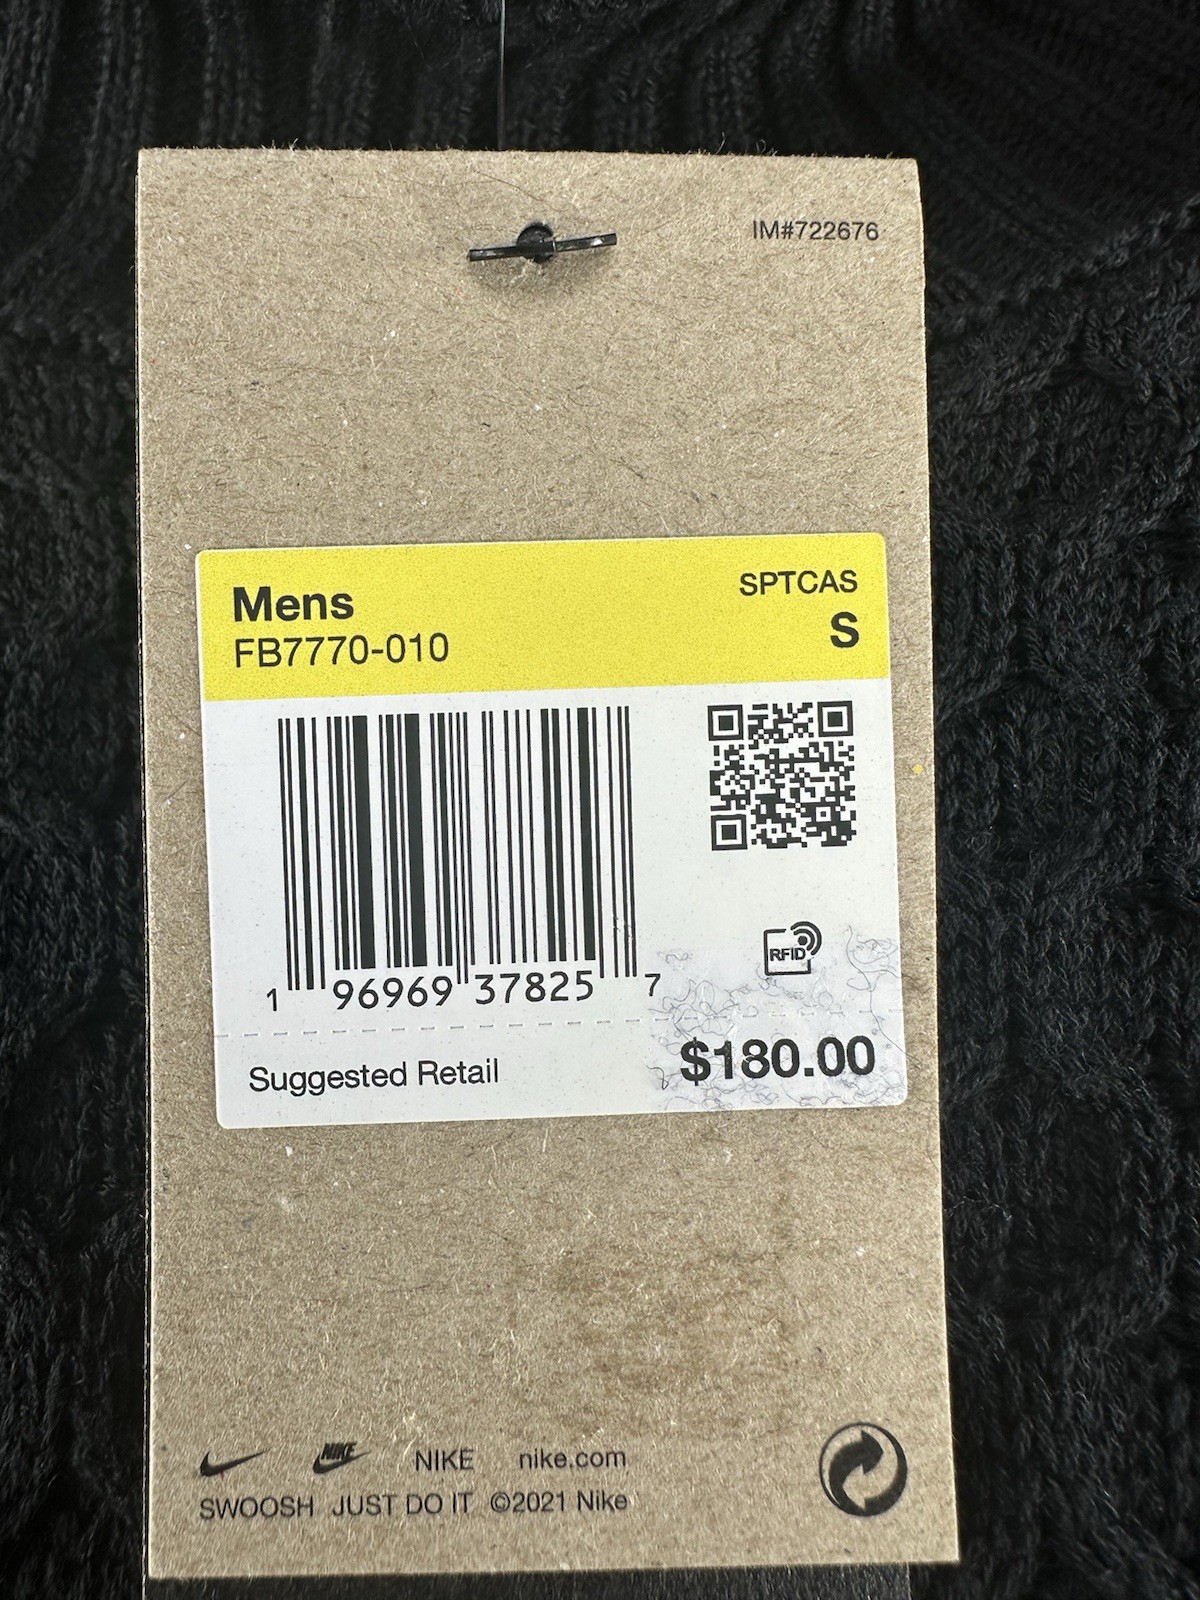 IM#722676
Mens
SPTCAS
FB7770-010
S
RFID
1 96969 37825 7
Suggested Retail
$180.00
NIKE NIKE nike.com
SWOOSH JUST DO IT ©2021 Nike